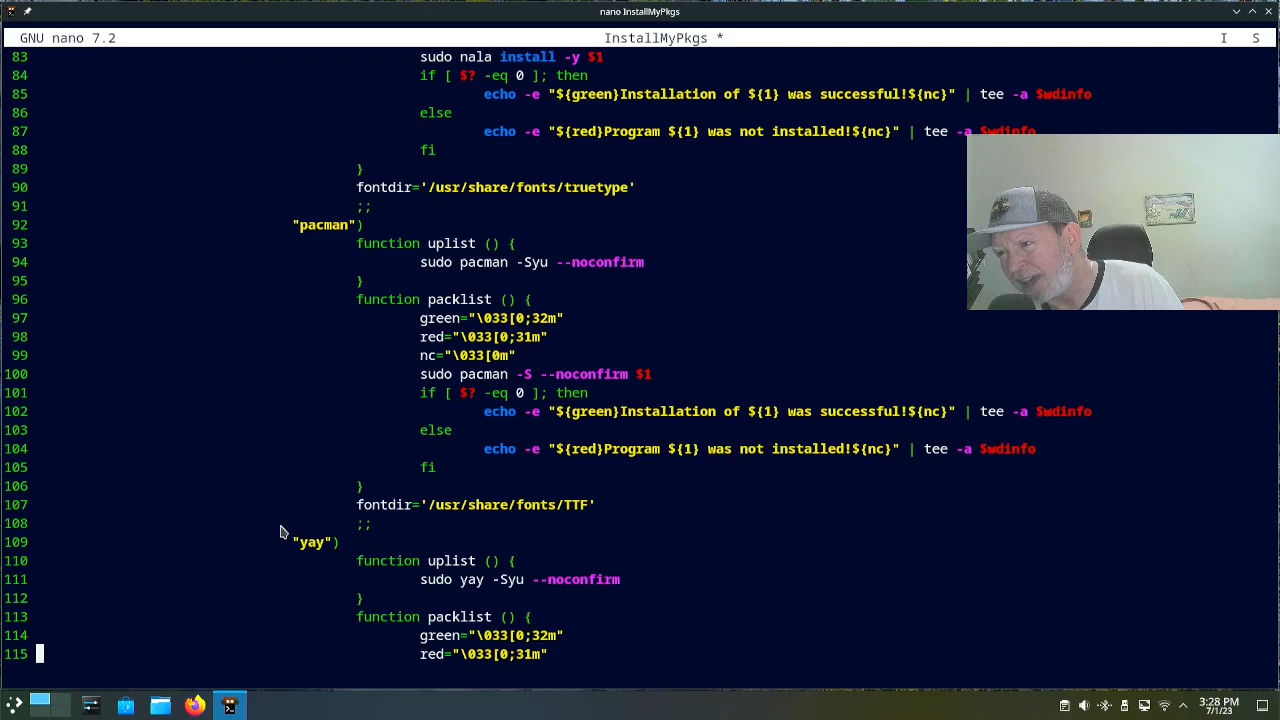 nano InstallMyPkgs
GNU nano 7.2 InstallMyPkgs * I S
83 sudo nala install -y $1
84 if [ $? -eq 0 ]; then
85 echo -e "${green}Installation of ${1} was successful!${nc}" | tee -a $wdinfo
86 else
87 echo -e "${red}Program ${1} was not installed!${nc}" | tee -a $wdinfo
88 fi
89 }
90 fontdir='/usr/share/fonts/truetype'
91 ;;
92 "pacman")
93 function uplist () {
94 sudo pacman -Syu --noconfirm
95 }
96 function packlist () {
97 green="\033[0;32m"
98 red="\033[0;31m"
99 nc="\033[0m"
100 sudo pacman -S --noconfirm $1
101 if [ $? -eq 0 ]; then
102 echo -e "${green}Installation of ${1} was successful!${nc}" | tee -a $wdinfo
103 else
104 echo -e "${red}Program ${1} was not installed!${nc}" | tee -a $wdinfo
105 fi
106 }
107 fontdir='/usr/share/fonts/TTF'
108 ;;
109 "yay")
110 function uplist () {
111 sudo yay -Syu --noconfirm
112 }
113 function packlist () {
114 green="\033[0;32m"
115 red="\033[0;31m"
3:28 PM
7/1/23